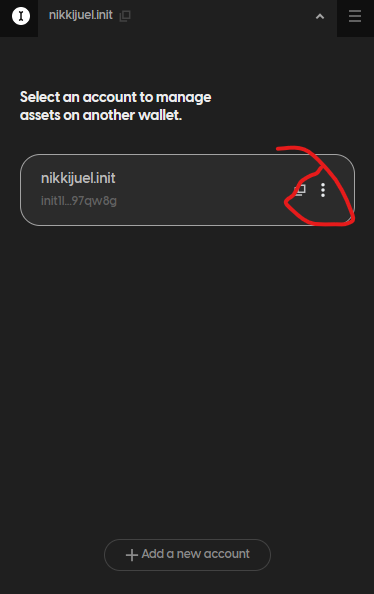 nikkijuel.init
Select an account to manage
assets on another wallet.
nikkijuel.init
init1l...97qw8g
Add a new account